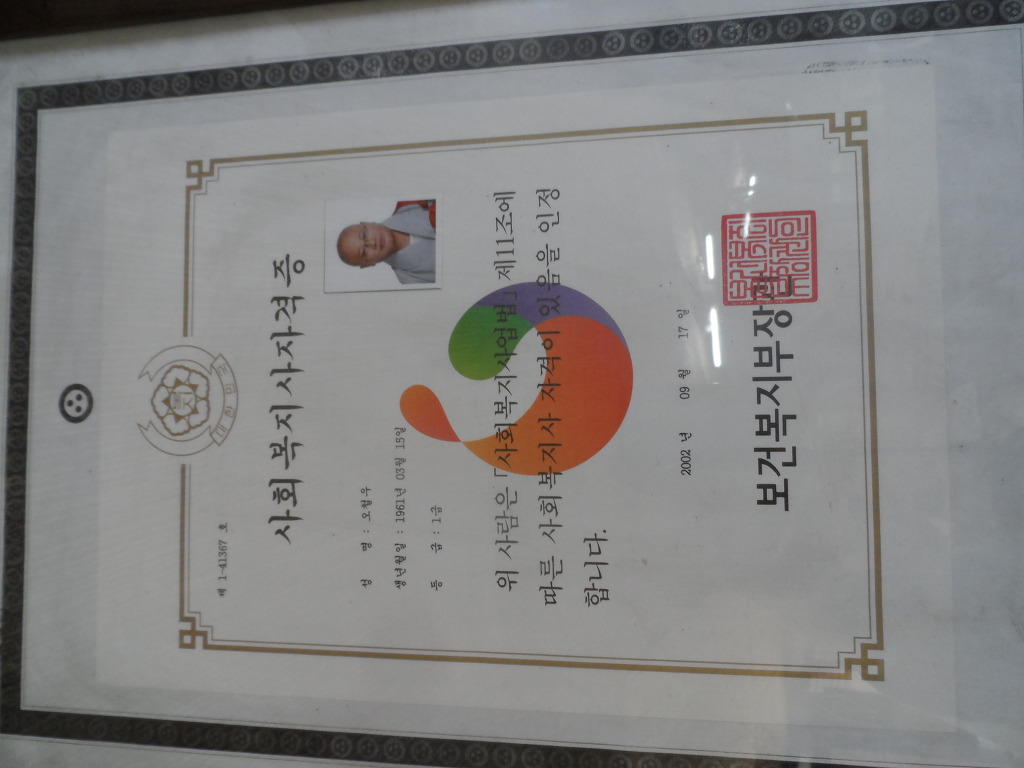 제 1-41367 호
대한민국
사회복지사자격증
성 명 : 오철우
생년월일 : 1961년 03월 15일
등 급 : 1급
위 사람은 「사회복지사업법」 제11조에
따른 사회복지사 자격이 있음을 인정
합니다.
2002 년 09 월 17 일
보건복지부장관